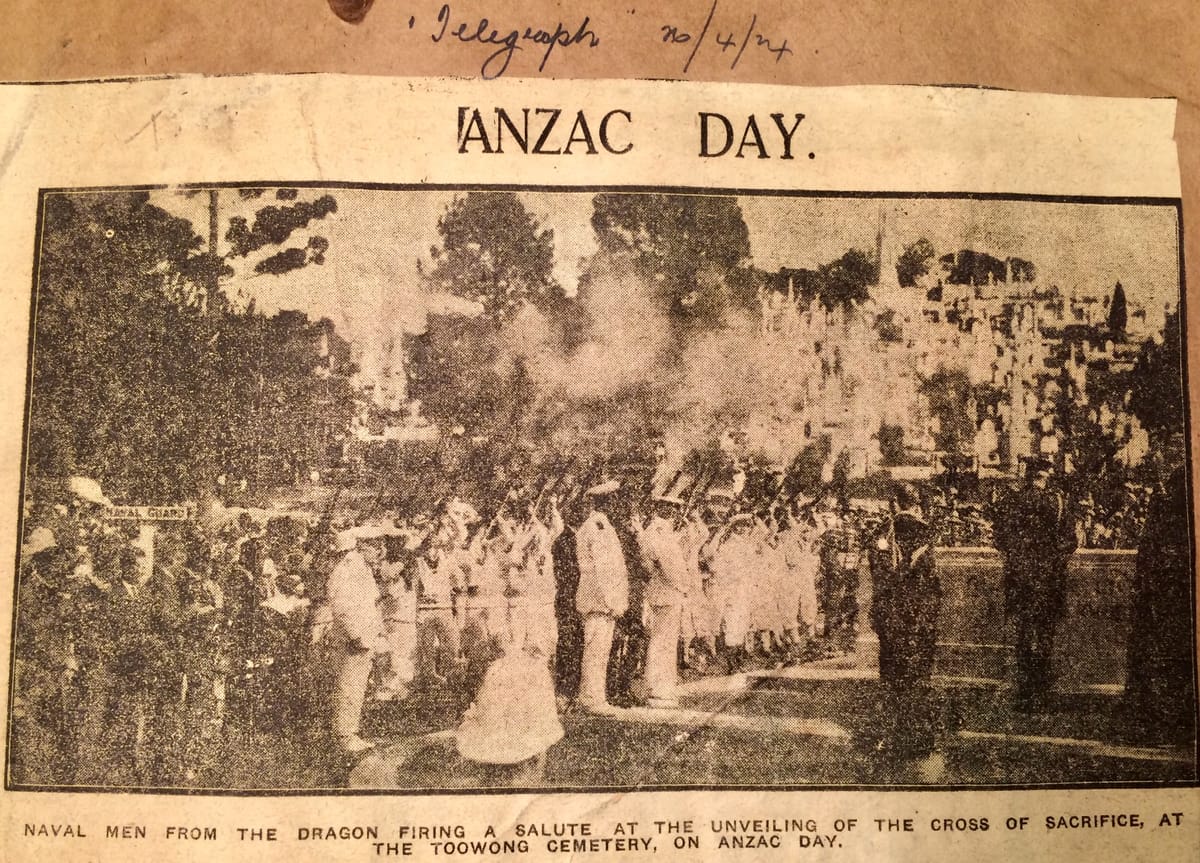 'Telegraph' 26/4/24.
ANZAC DAY.
NAVAL GUARD
NAVAL MEN FROM THE DRAGON FIRING A SALUTE AT THE UNVEILING OF THE CROSS OF SACRIFICE, AT
THE TOOWONG CEMETERY, ON ANZAC DAY.